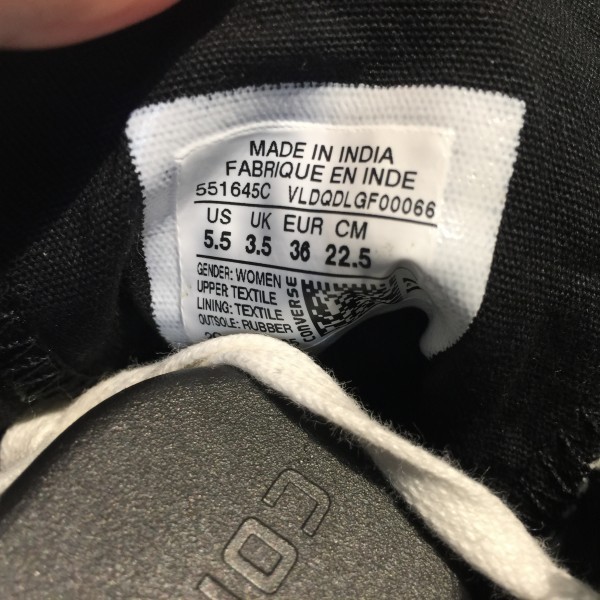 MADE IN INDIA
FABRIQUE EN INDE
551645C VLDQDLGF00066
US UK EUR CM
5.5 3.5 36 22.5
GENDER: WOMEN
UPPER TEXTILE
LINING: TEXTILE
OUTSOLE: RUBBER
CONVERSE